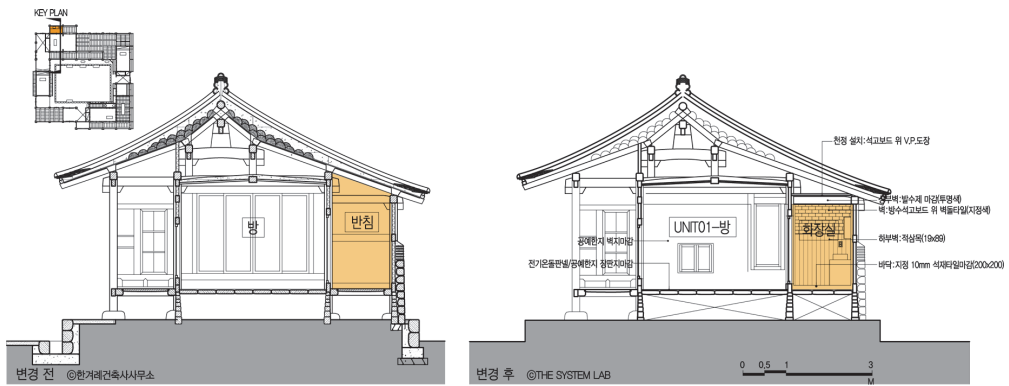 KEY PLAN
방
반침
변경 전 ©한겨레건축사사무소
천정 설치:석고보드 위 V.P.도장
상부벽:발수제 마감(투명색)
벽:방수석고보드 위 벽돌타일(지정색)
UNIT01-방
화장실
공예한지 벽지마감
하부벽:적삼목(19x89)
전기온돌판넬/공예한지 장판지마감
바닥:지정 10mm 석재타일마감(200x200)
변경 후 ©THE SYSTEM LAB
0 0.5 1 3
M